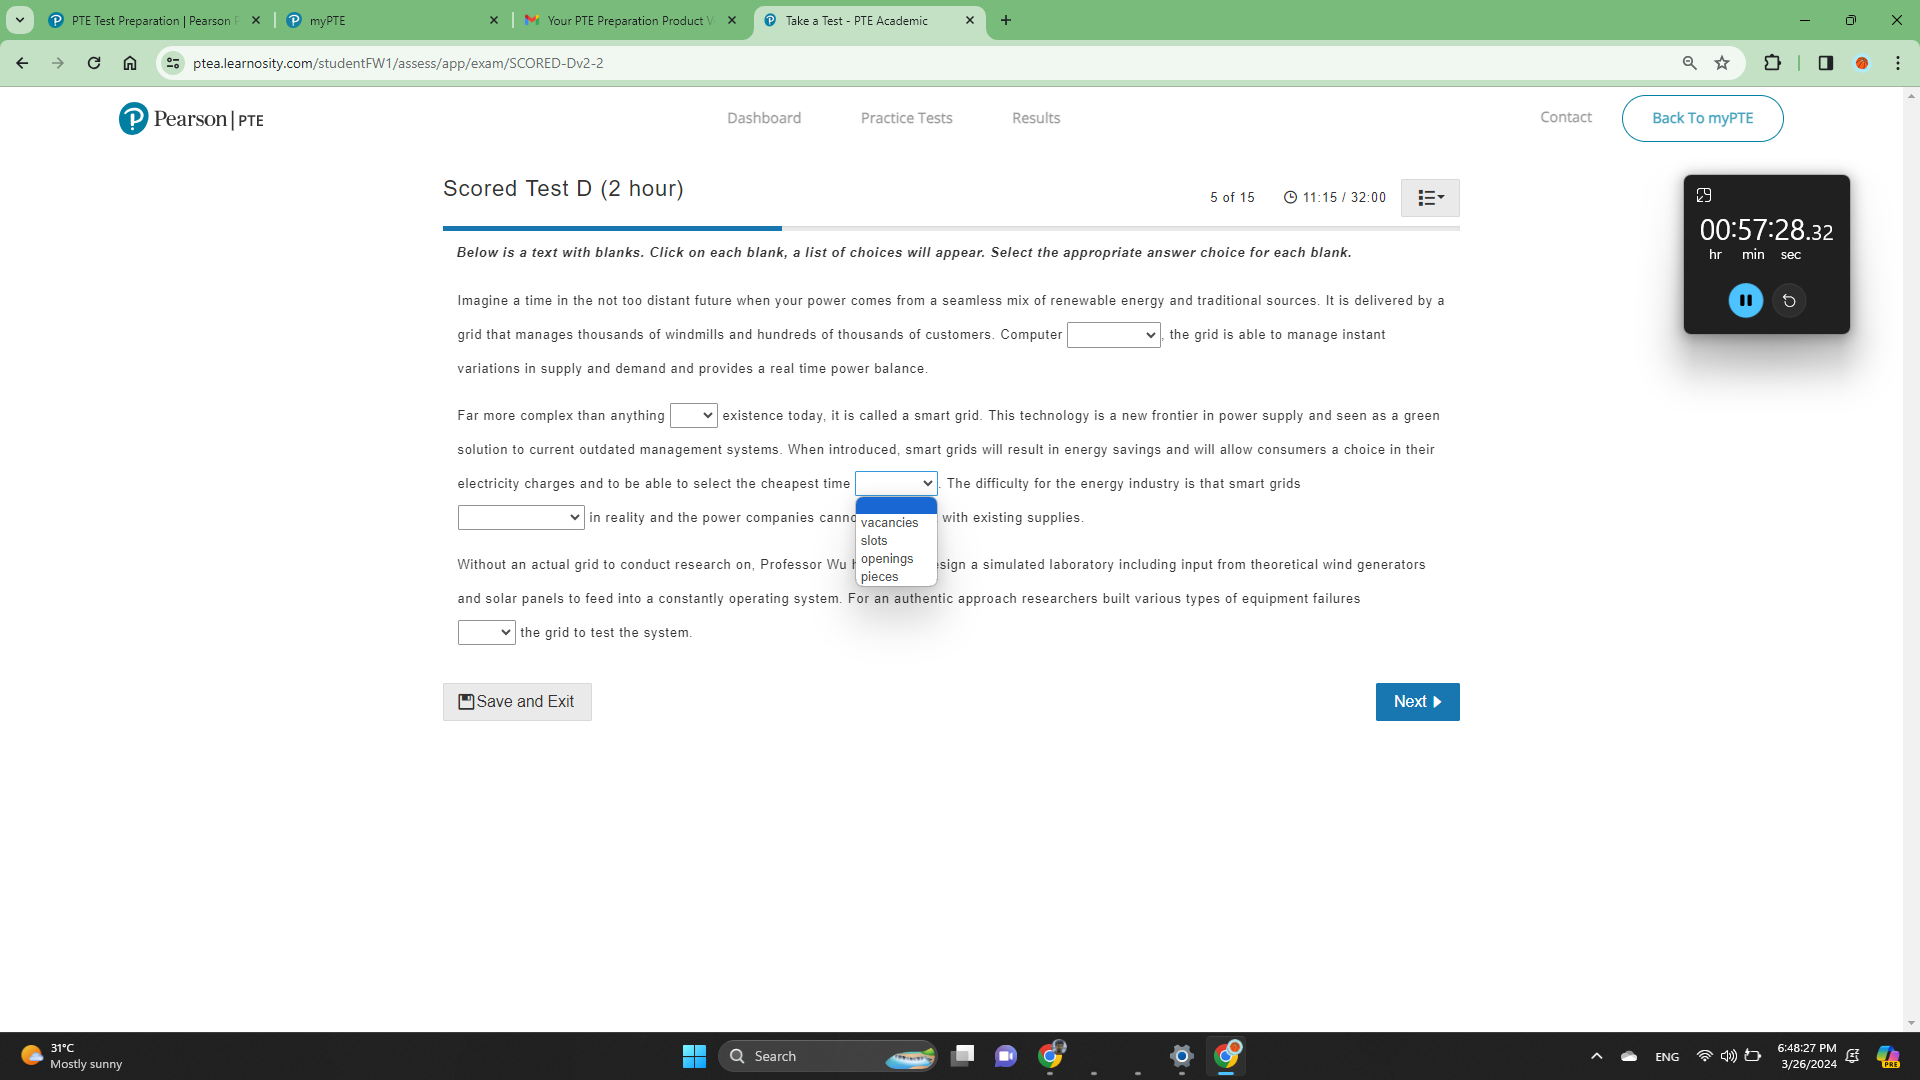 PTE Test Preparation | Pearson P
myPTE
Your PTE Preparation Product V
Take a Test - PTE Academic
ptea.learnosity.com/studentFW1/assess/app/exam/SCORED-Dv2-2
Pearson | PTE
Dashboard
Practice Tests
Results
Contact
Back To myPTE
Scored Test D (2 hour)
5 of 15
11:15 / 32:00
00:57:28.32
hr min sec
Below is a text with blanks. Click on each blank, a list of choices will appear. Select the appropriate answer choice for each blank.
Imagine a time in the not too distant future when your power comes from a seamless mix of renewable energy and traditional sources. It is delivered by a
grid that manages thousands of windmills and hundreds of thousands of customers. Computer , the grid is able to manage instant
variations in supply and demand and provides a real time power balance.
Far more complex than anything existence today, it is called a smart grid. This technology is a new frontier in power supply and seen as a green
solution to current outdated management systems. When introduced, smart grids will result in energy savings and will allow consumers a choice in their
electricity charges and to be able to select the cheapest time . The difficulty for the energy industry is that smart grids
in reality and the power companies with existing supplies.
vacancies
slots
openings
pieces
Without an actual grid to conduct research on, Professor Wu a simulated laboratory including input from theoretical wind generators
and solar panels to feed into a constantly operating system. For an authentic approach researchers built various types of equipment failures
the grid to test the system.
Save and Exit
Next
31°C
Mostly sunny
Search
ENG
6:48:27 PM
3/26/2024
PRE